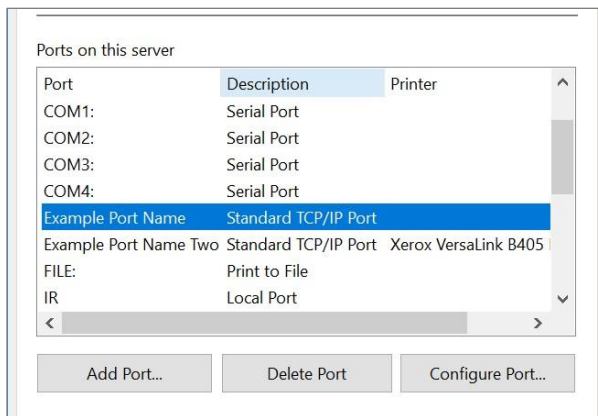 Ports on this server
Port Description Printer
COM1: Serial Port
COM2: Serial Port
COM3: Serial Port
COM4: Serial Port
Example Port Name Standard TCP/IP Port
Example Port Name Two Standard TCP/IP Port Xerox VersaLink B405
FILE: Print to File
IR Local Port
Add Port... Delete Port Configure Port...